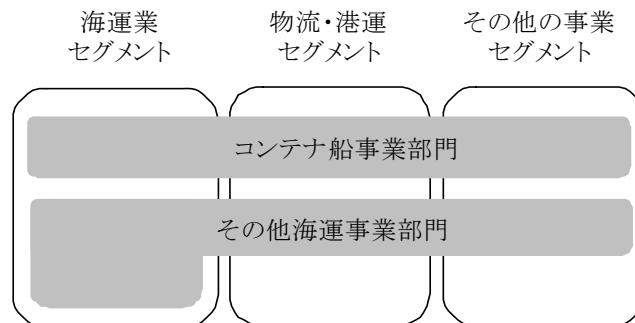 海運業
セグメント
物流・港運
セグメント
その他の事業
セグメント
コンテナ船事業部門
その他海運事業部門